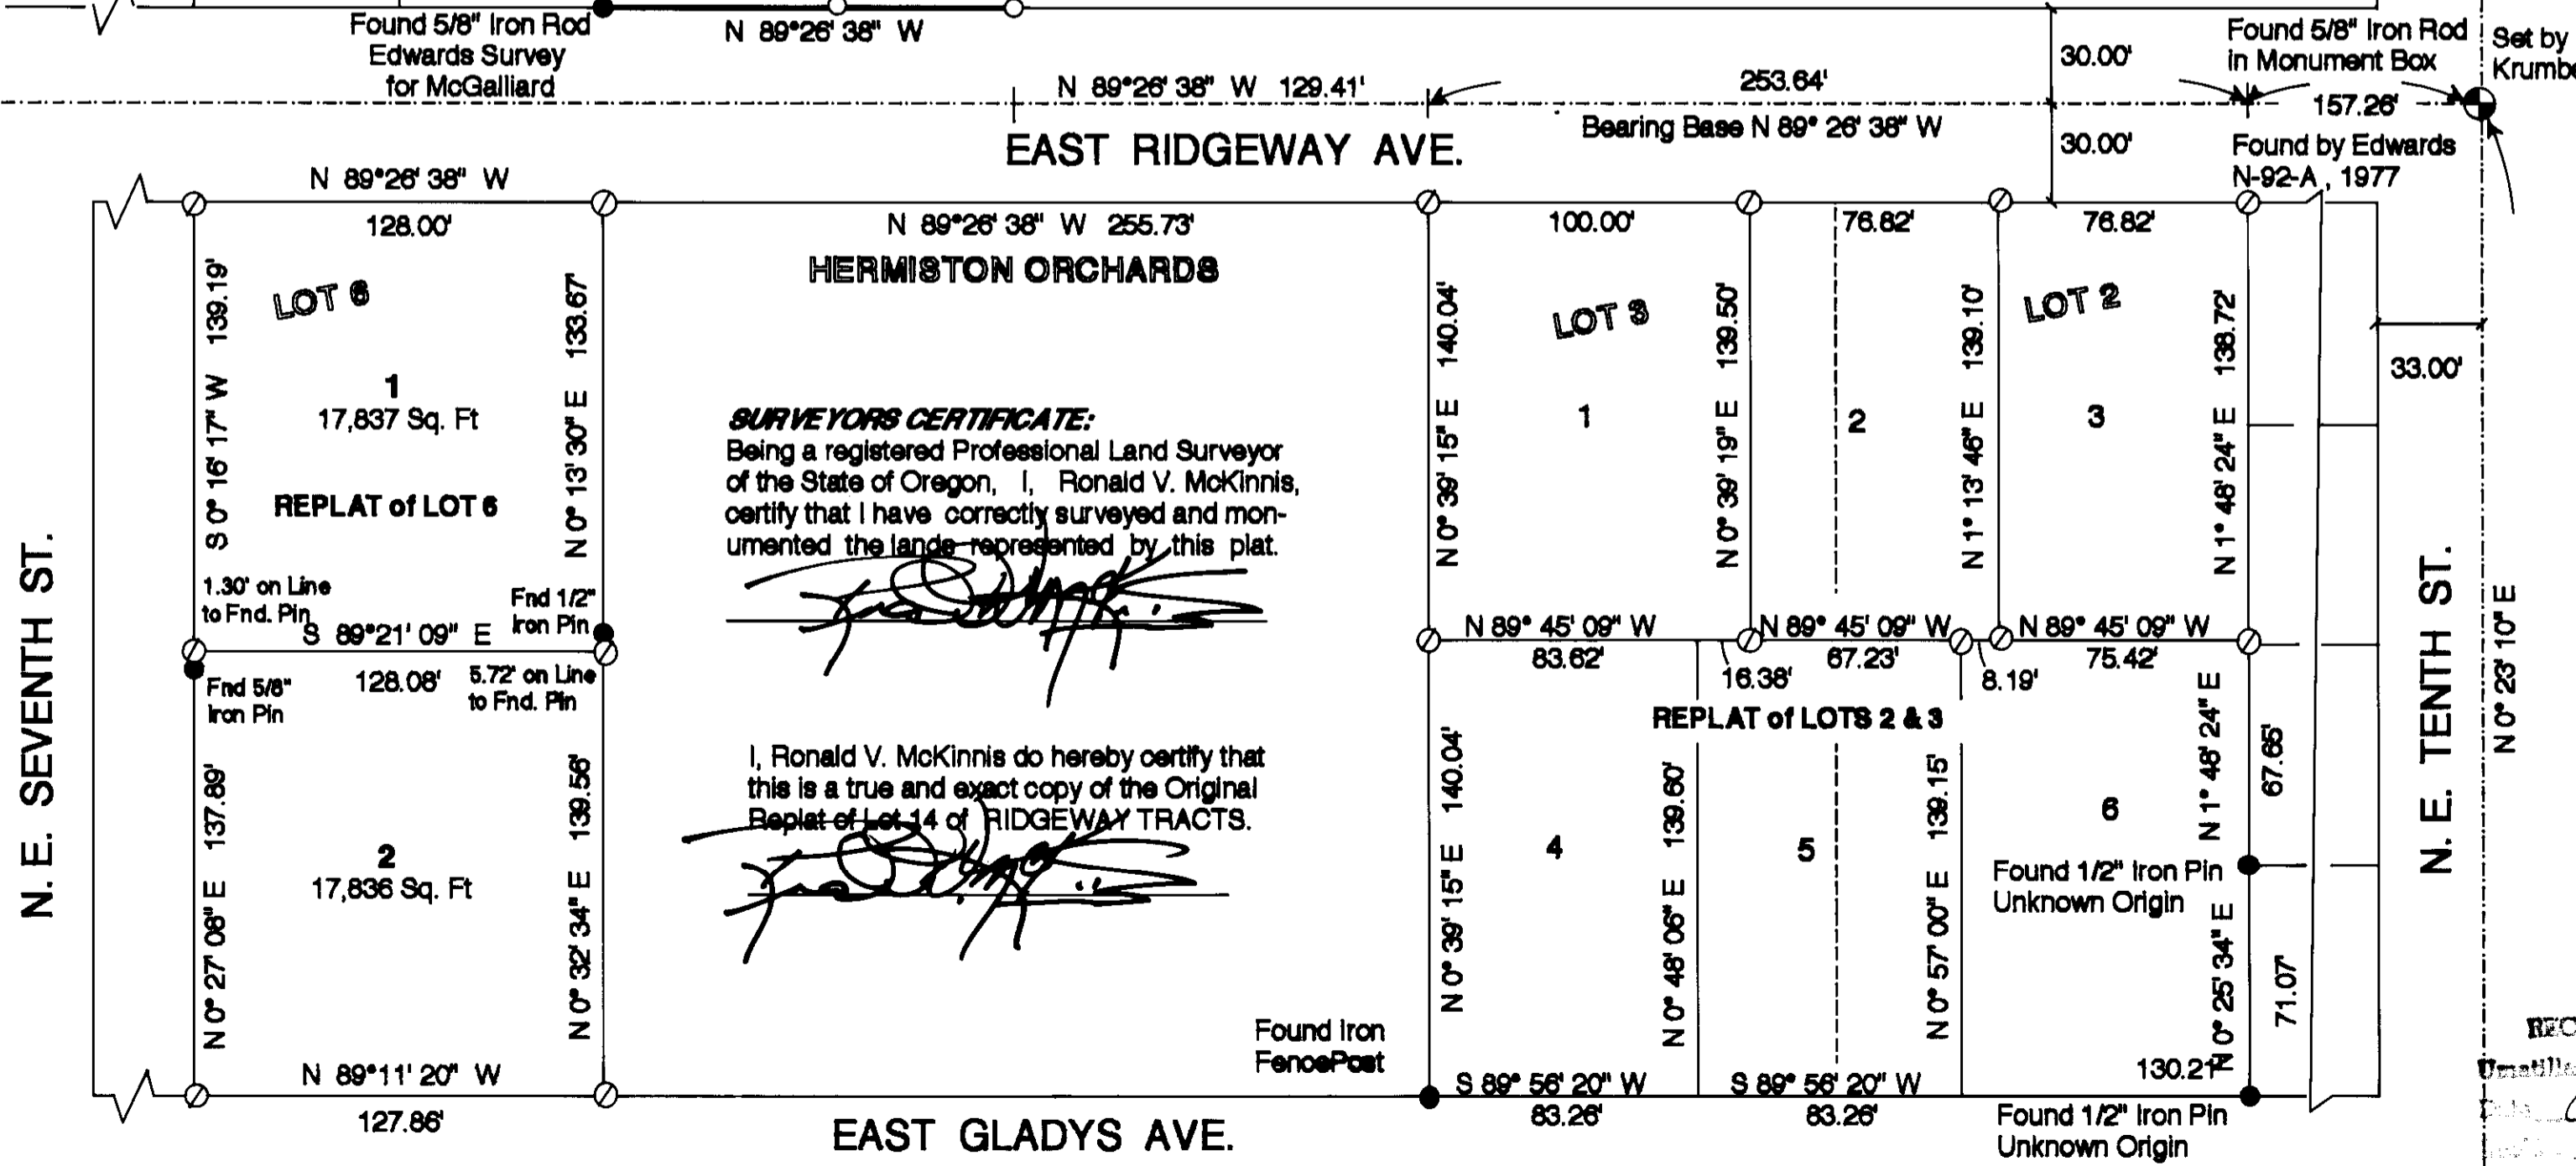 Found 5/8" Iron Rod
Edwards Survey
for McGalliard
N 89°26' 38" W
N 89°26' 38" W 129.41'
253.64'
Bearing Base N 89° 26' 38" W
30.00'
30.00'
Found 5/8" Iron Rod
in Monument Box
157.26'
Found by Edwards
N-92-A , 1977
Set by
EAST RIDGEWAY AVE.
N 89°26' 38" W
128.00'
N 89°26' 38" W 255.73'
HERMISTON ORCHARDS
100.00'
76.82'
76.82'
LOT 6
S 0° 16' 17" W 139.19'
N 0° 13' 30" E 133.67'
1
17,837 Sq. Ft
REPLAT of LOT 6
1.30' on Line
to Fnd. Pin
Fnd 1/2"
Iron Pin
S 89°21' 09" E
128.08'
Fnd 5/8"
Iron Pin
5.72' on Line
to Fnd. Pin
N 0° 27' 08" E 137.89'
N 0° 32' 34" E 139.56'
2
17,836 Sq. Ft
N 89°11' 20" W
127.86'
N. E. SEVENTH ST.
SURVEYORS CERTIFICATE:
Being a registered Professional Land Surveyor
of the State of Oregon, I, Ronald V. McKinnis,
certify that I have correctly surveyed and mon-
umented the lands represented by this plat.
I, Ronald V. McKinnis do hereby certify that
this is a true and exact copy of the Original
Replat of Lot 14 of RIDGEWAY TRACTS.
LOT 3
LOT 2
N 0° 39' 15" E 140.04'
1
N 0° 39' 19" E 139.50'
2
N 1° 13' 46" E 139.10'
3
N 1° 48' 24" E 138.72'
33.00'
N 89° 45' 09" W
83.62'
16.38'
N 89° 45' 09" W
67.23'
8.19'
N 89° 45' 09" W
75.42'
REPLAT of LOTS 2 & 3
N 0° 39' 15" E 140.04'
4
N 0° 48' 06" E 139.60'
5
N 0° 57' 00" E 139.15'
6
N 1° 48' 24" E
67.65'
Found 1/2" Iron Pin
Unknown Origin
N 0° 25' 34" E
71.07'
130.21'
Found Iron
FencePost
S 89° 56' 20" W
83.26'
S 89° 56' 20" W
83.26'
Found 1/2" Iron Pin
Unknown Origin
EAST GLADYS AVE.
N. E. TENTH ST.
N 0° 23' 10" E